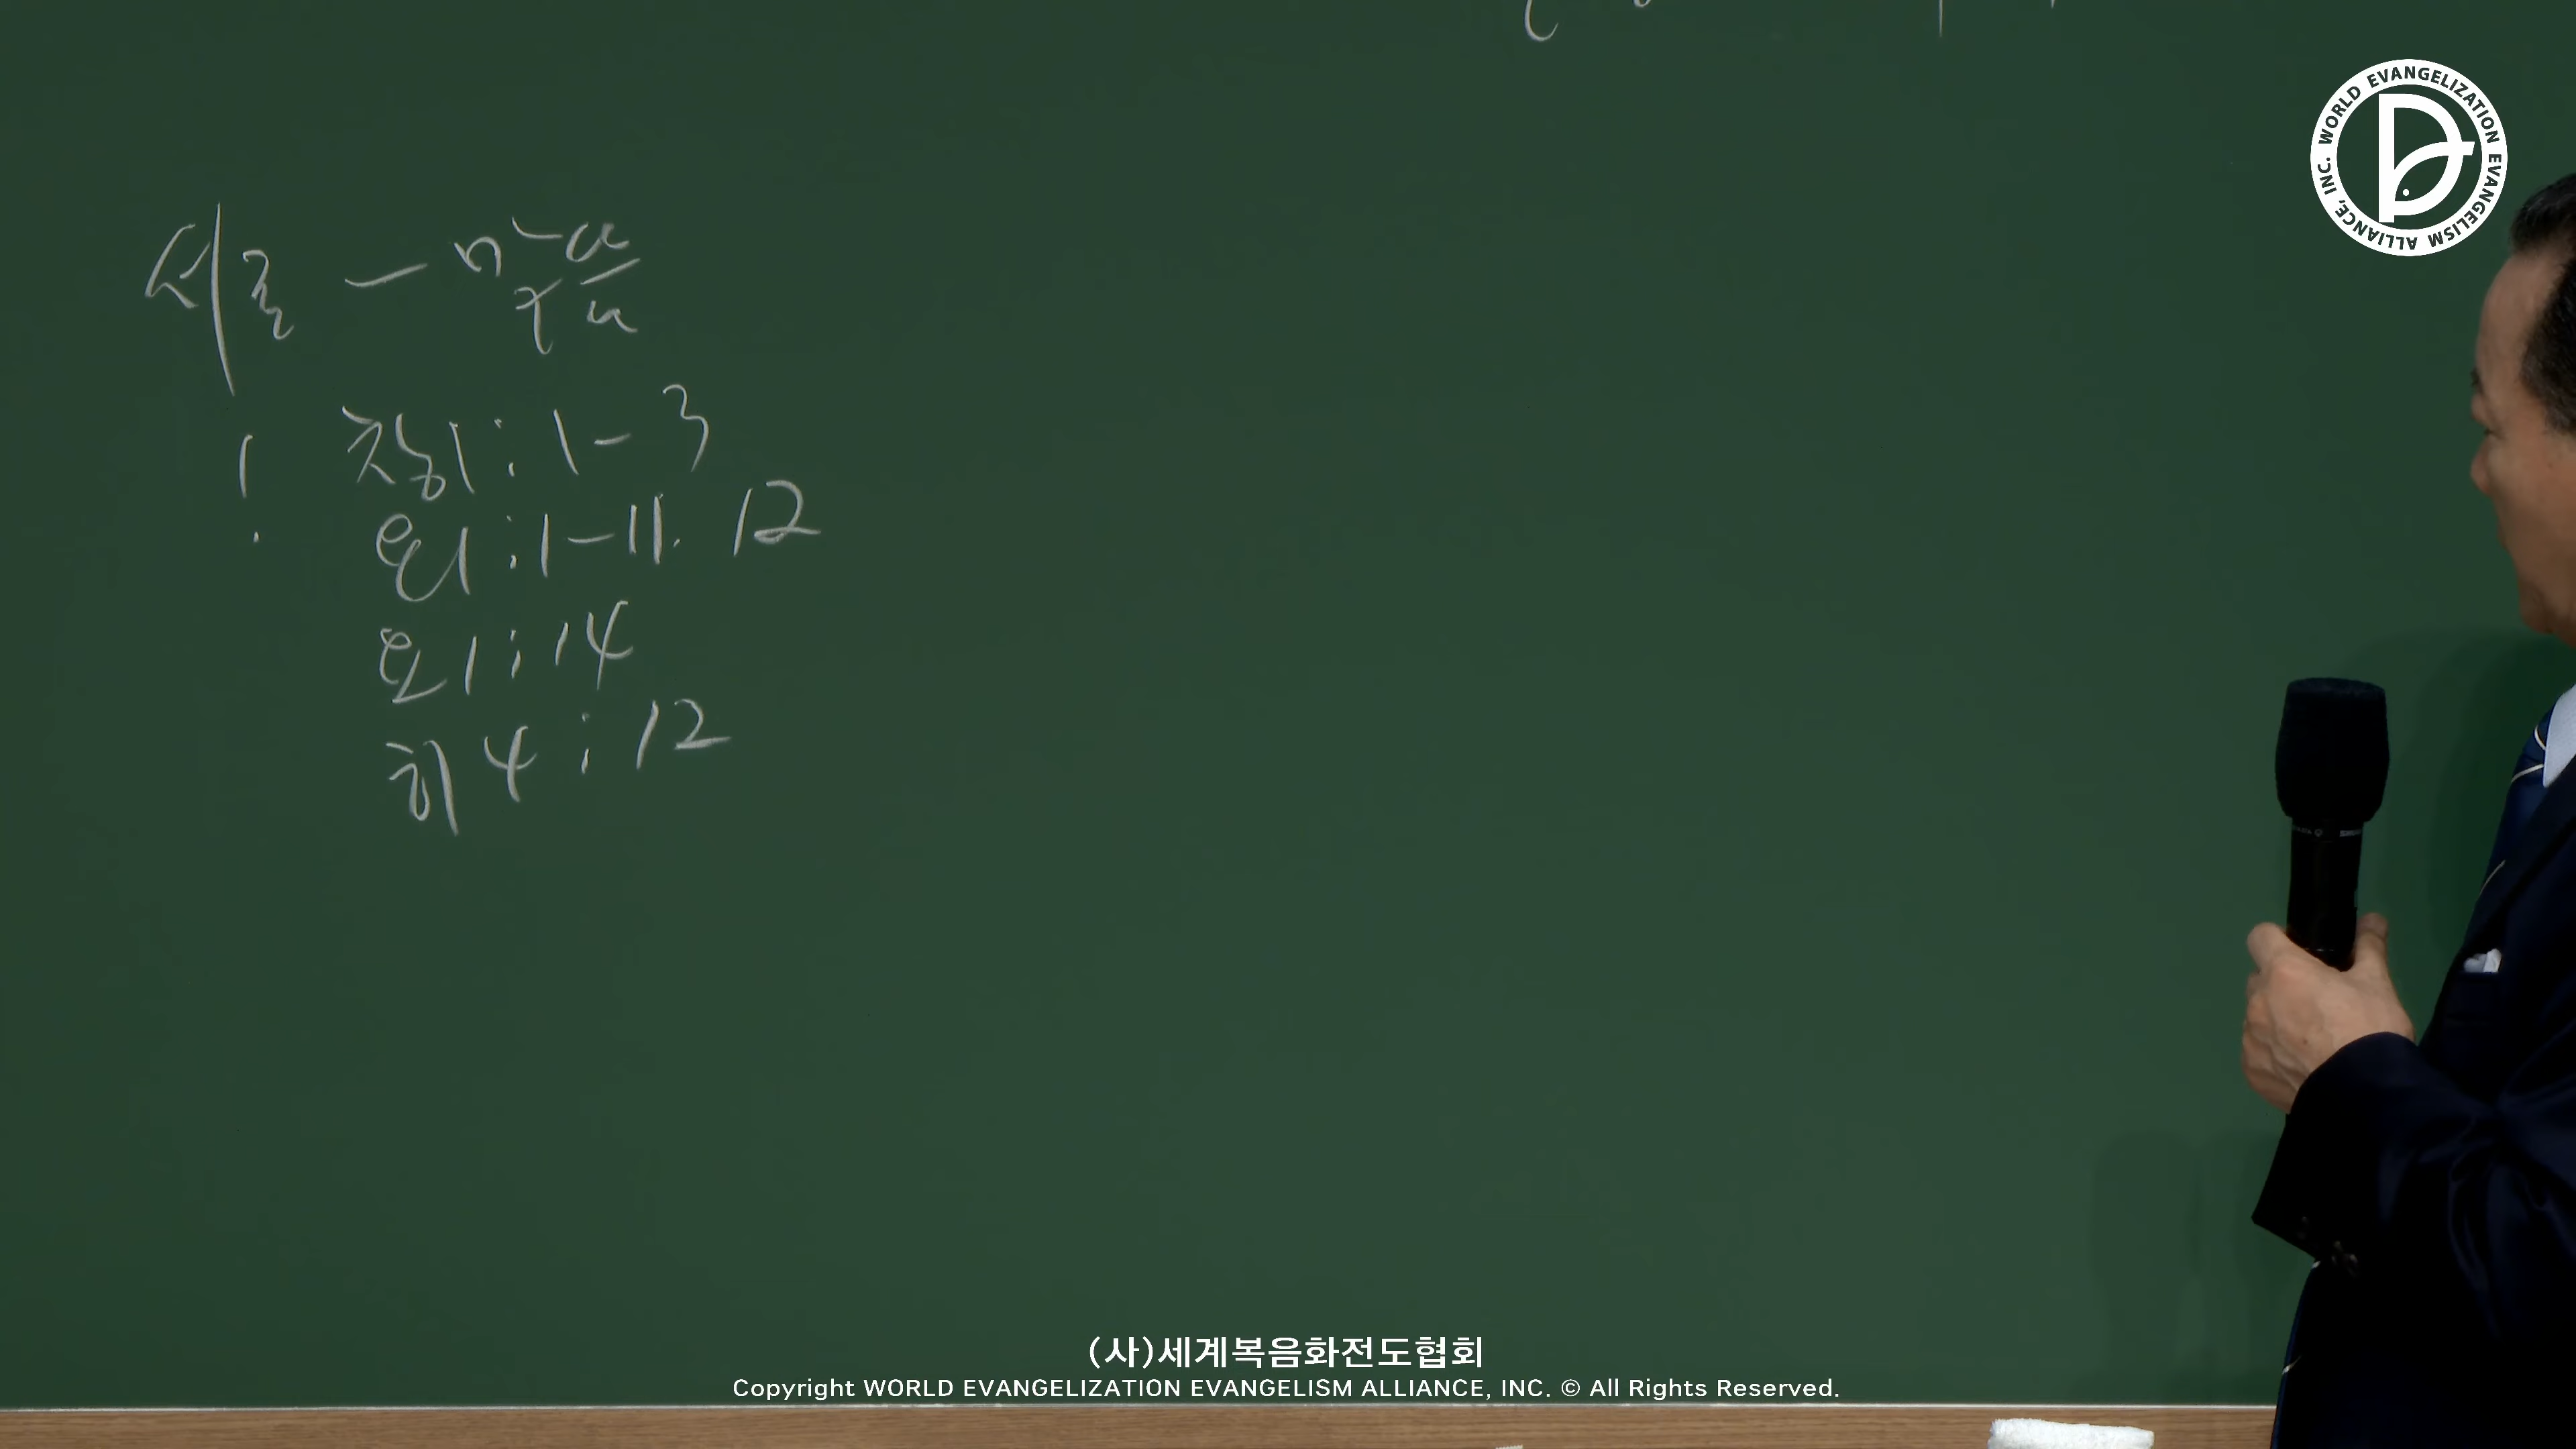 서론 —
1. 창1:1-3
요1:1-11. 12
요1:14
히4:12
WORLD EVANGELIZATION EVANGELISM ALLIANCE, INC.
(사)세계복음화전도협회
Copyright WORLD EVANGELIZATION EVANGELISM ALLIANCE, INC. © All Rights Reserved.